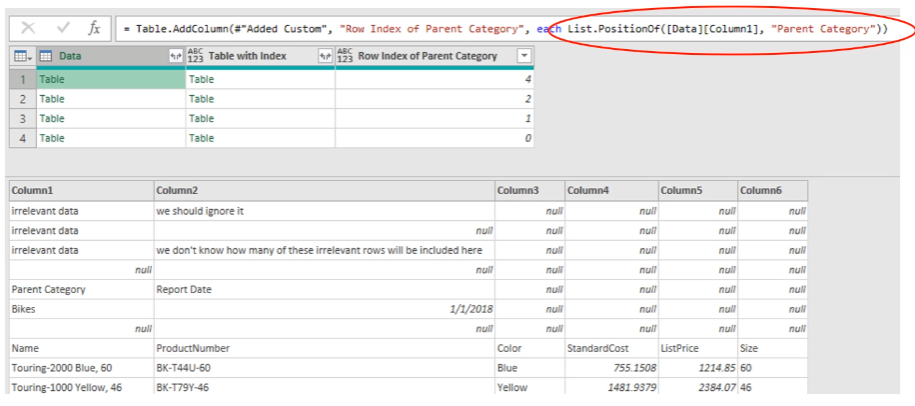 fx = Table.AddColumn(#"Added Custom", "Row Index of Parent Category", each List.PositionOf([Data][Column1], "Parent Category"))
Data ABC 123 Table with Index ABC 123 Row Index of Parent Category
1 Table Table 4
2 Table Table 2
3 Table Table 1
4 Table Table 0
Column1 Column2 Column3 Column4 Column5 Column6
irrelevant data we should ignore it null null null null
irrelevant data null null null null null
irrelevant data we don't know how many of these irrelevant rows will be included here null null null null
null null null null null null
Parent Category Report Date null null null null
Bikes 1/1/2018 null null null null
null null null null null null
Name ProductNumber Color StandardCost ListPrice Size
Touring-2000 Blue, 60 BK-T44U-60 Blue 755.1508 1214.85 60
Touring-1000 Yellow, 46 BK-T79Y-46 Yellow 1481.9379 2384.07 46